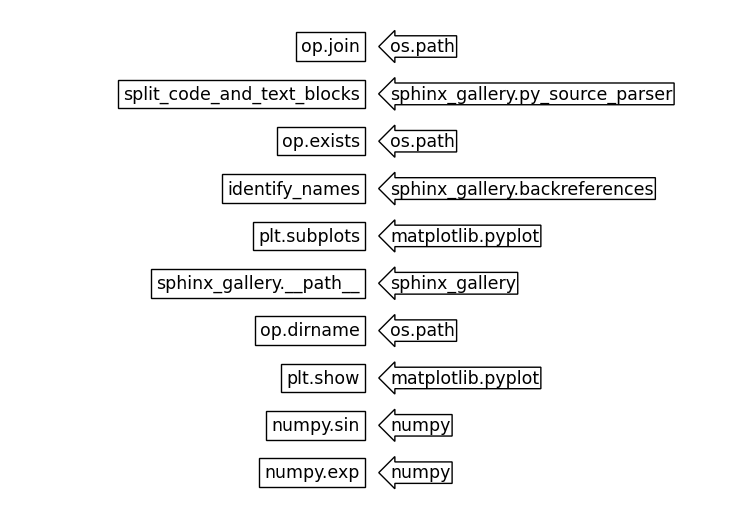 op.join os.path
split_code_and_text_blocks sphinx_gallery.py_source_parser
op.exists os.path
identify_names sphinx_gallery.backreferences
plt.subplots matplotlib.pyplot
sphinx_gallery.__path__ sphinx_gallery
op.dirname os.path
plt.show matplotlib.pyplot
numpy.sin numpy
numpy.exp numpy